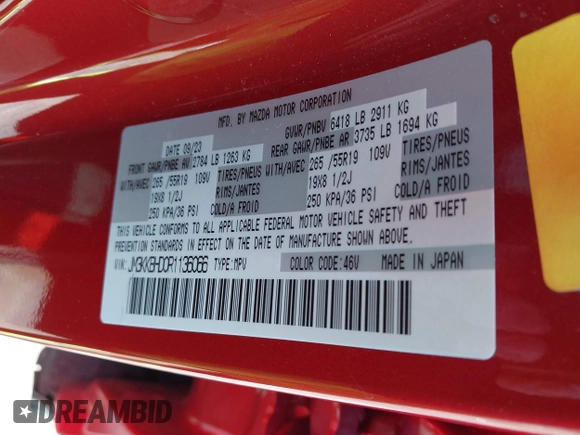 MFD. BY MAZDA MOTOR CORPORATION
DATE 09/23 GVWR/PNBV 6418 LB 2911 KG
FRONT GAWR/PNBE AV 2784 LB 1263 KG REAR GAWR/PNBE AR 3735 LB 1694 KG
WITH/AVEC 265 /55R19 109V TIRES/PNEUS WITH/AVEC 265 /55R19 109V TIRES/PNEUS
19X8 1/2J RIMS/JANTES 19X8 1/2J RIMS/JANTES
250 KPA/36 PSI COLD/A FROID 250 KPA/36 PSI COLD/A FROID
THIS VEHICLE CONFORMS TO ALL APPLICABLE FEDERAL MOTOR VEHICLE SAFETY AND THEFT
PREVENTION STANDARDS IN EFFECT ON THE DATE OF MANUFACTURE SHOWN ABOVE.
VIN: JM3KKBHD0R1136066 TYPE:MPV COLOR CODE:46V MADE IN JAPAN
DREAMBID